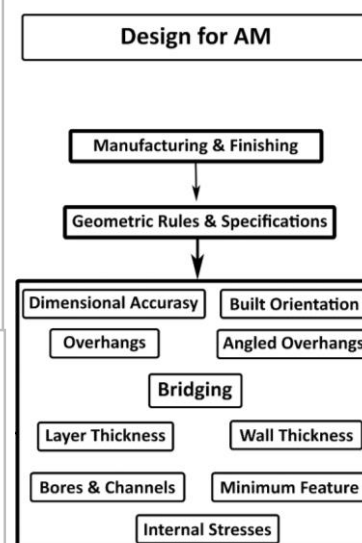 Design for AM
Manufacturing & Finishing
Geometric Rules & Specifications
Dimensional Accurasy
Built Orientation
Overhangs
Angled Overhangs
Bridging
Layer Thickness
Wall Thickness
Bores & Channels
Minimum Feature
Internal Stresses